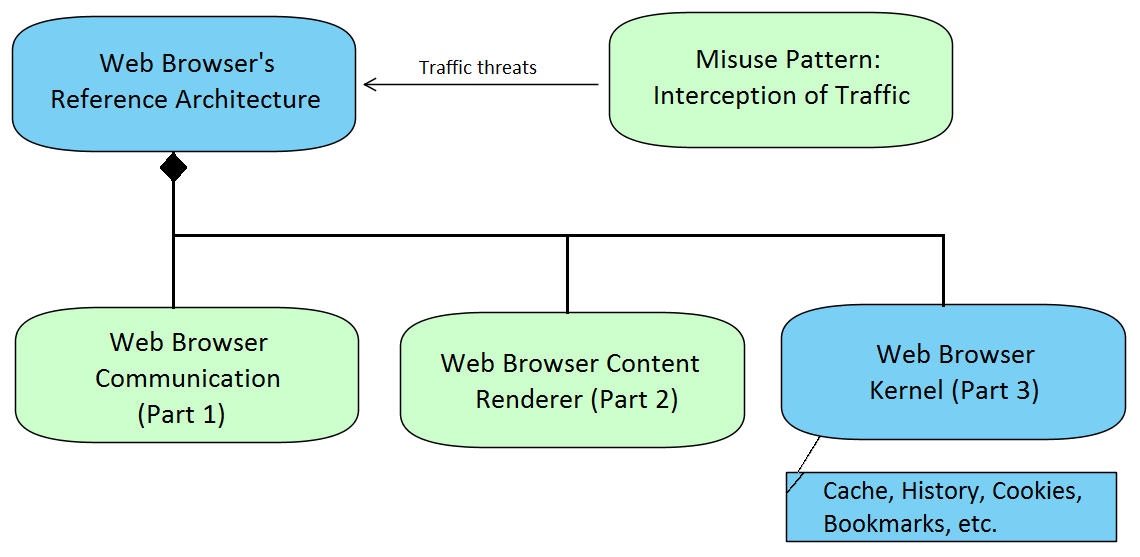 Web Browser's
Reference Architecture
Traffic threats
Misuse Pattern:
Interception of Traffic
Web Browser
Communication
(Part 1)
Web Browser Content
Renderer (Part 2)
Web Browser
Kernel (Part 3)
Cache, History, Cookies,
Bookmarks, etc.